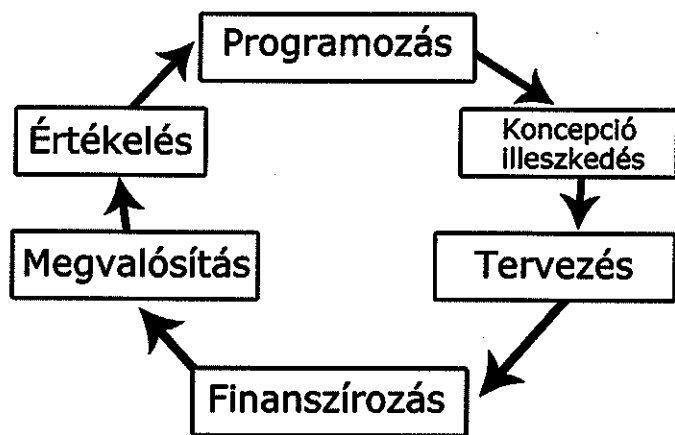 Programozás
Koncepció
illeszkedés
Tervezés
Finanszírozás
Megvalósítás
Értékelés